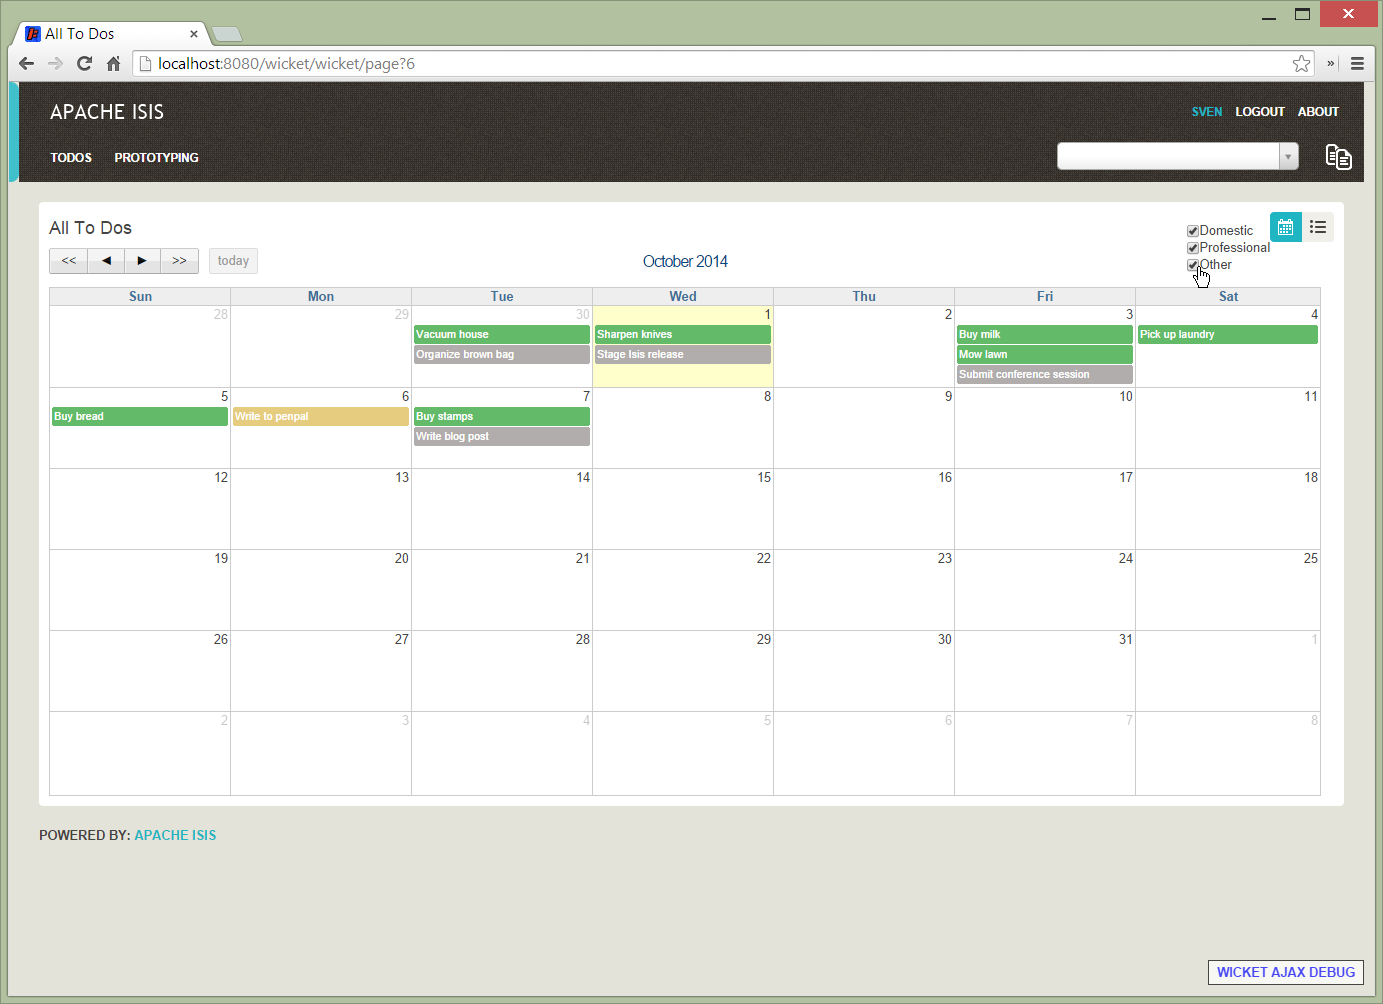 All To Dos
localhost:8080/wicket/wicket/page?6
APACHE ISIS
SVEN LOGOUT ABOUT
TODOS PROTOTYPING
All To Dos
Domestic
Professional
Other
<< ◀ ▶ >> today
October 2014
Sun Mon Tue Wed Thu Fri Sat
28 29 30 1 2 3 4
Vacuum house Sharpen knives Buy milk Pick up laundry
Organize brown bag Stage Isis release Mow lawn
Submit conference session
5 6 7 8 9 10 11
Buy bread Write to penpal Buy stamps
Write blog post
12 13 14 15 16 17 18
19 20 21 22 23 24 25
26 27 28 29 30 31 1
2 3 4 5 6 7 8
POWERED BY: APACHE ISIS
WICKET AJAX DEBUG